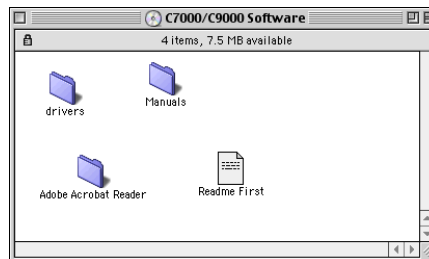 C7000/C9000 Software
4 items, 7.5 MB available
drivers
Manuals
Adobe Acrobat Reader
Readme First